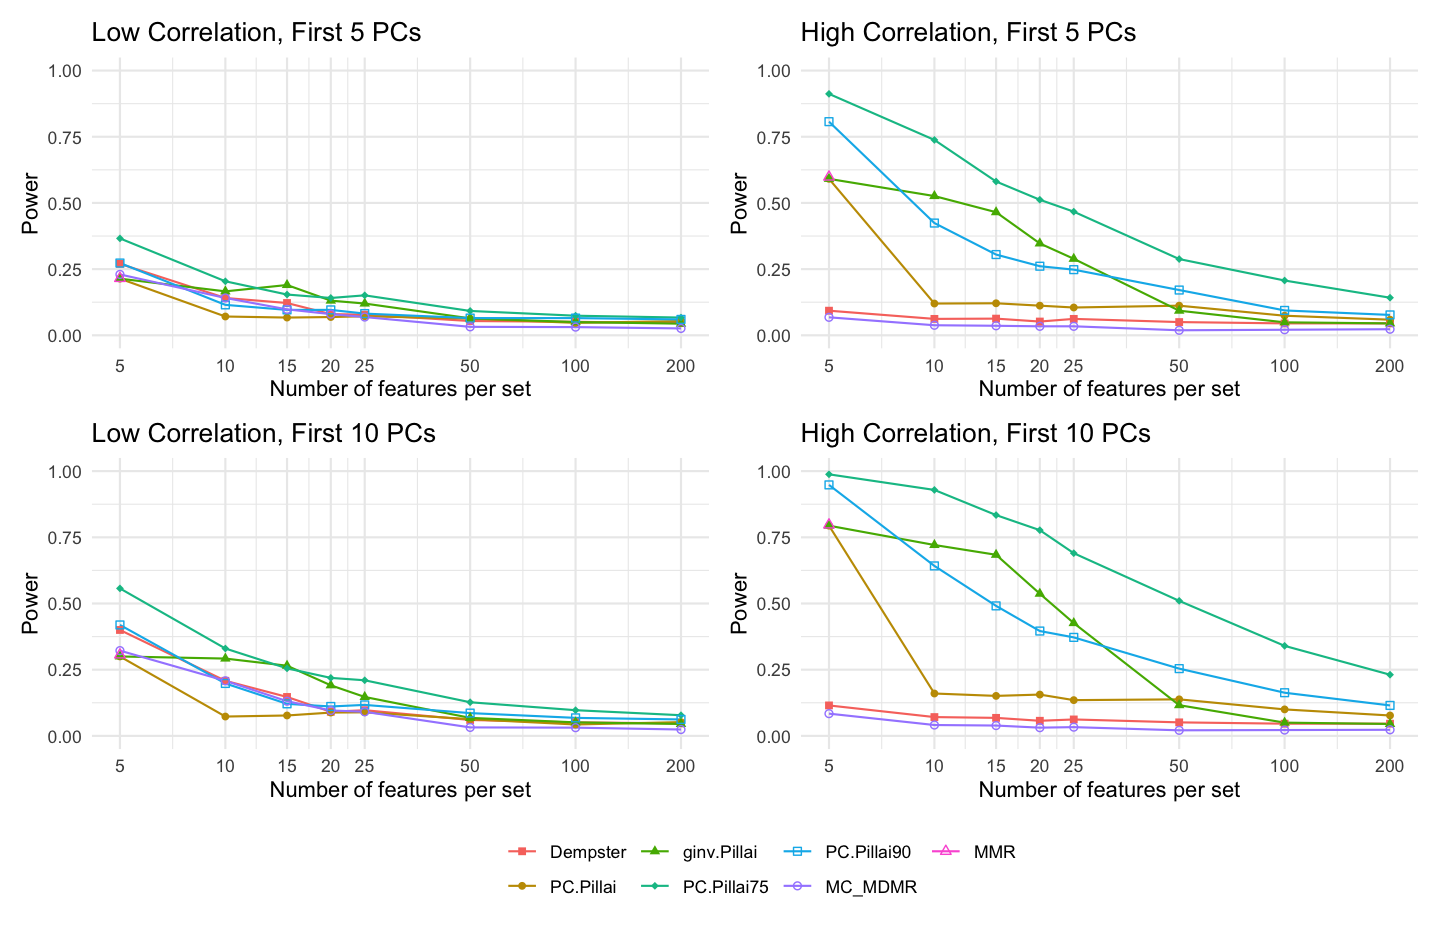 Low Correlation, First 5 PCs
1.00
0.75
0.50
0.25
0.00
Power
5 10 15 20 25 50 100 200
Number of features per set
High Correlation, First 5 PCs
1.00
0.75
0.50
0.25
0.00
Power
5 10 15 20 25 50 100 200
Number of features per set
Low Correlation, First 10 PCs
1.00
0.75
0.50
0.25
0.00
Power
5 10 15 20 25 50 100 200
Number of features per set
High Correlation, First 10 PCs
1.00
0.75
0.50
0.25
0.00
Power
5 10 15 20 25 50 100 200
Number of features per set
Dempster ginv.Pillai PC.Pillai90 MMR
PC.Pillai PC.Pillai75 MC_MDMR